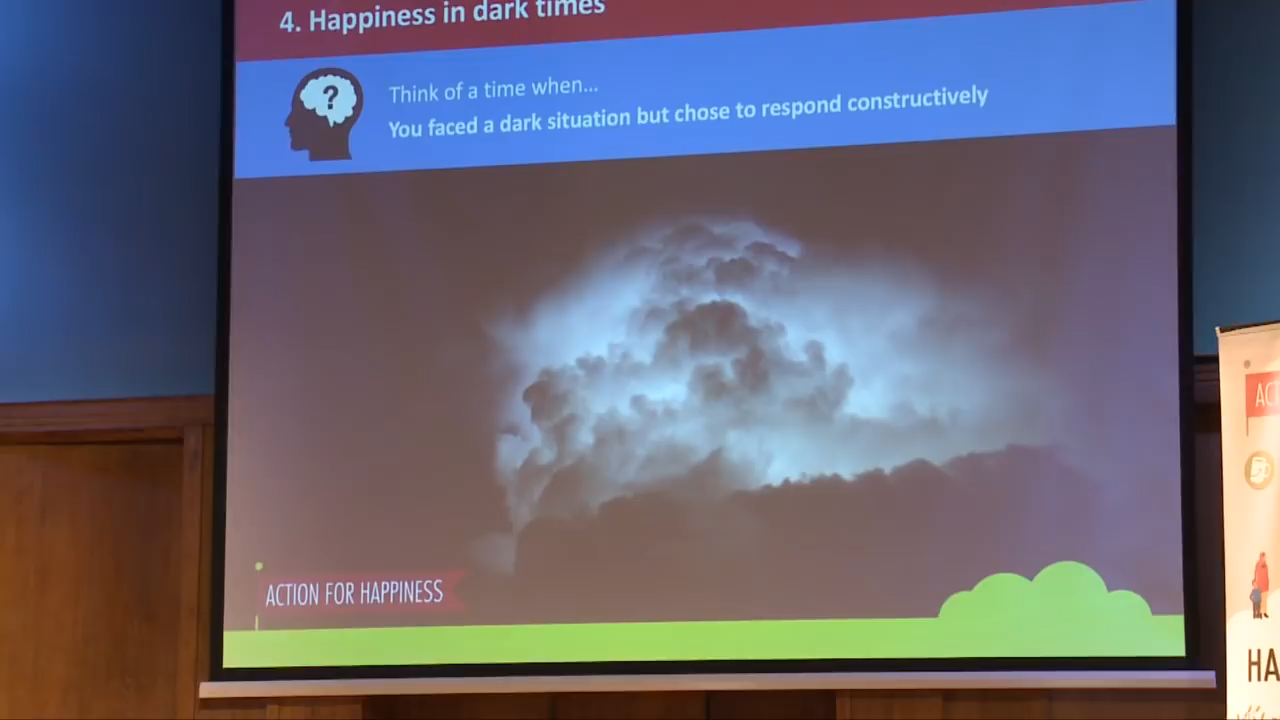 4. Happiness in dark times
?
Think of a time when...
You faced a dark situation but chose to respond constructively
ACTION FOR HAPPINESS
AC
HA